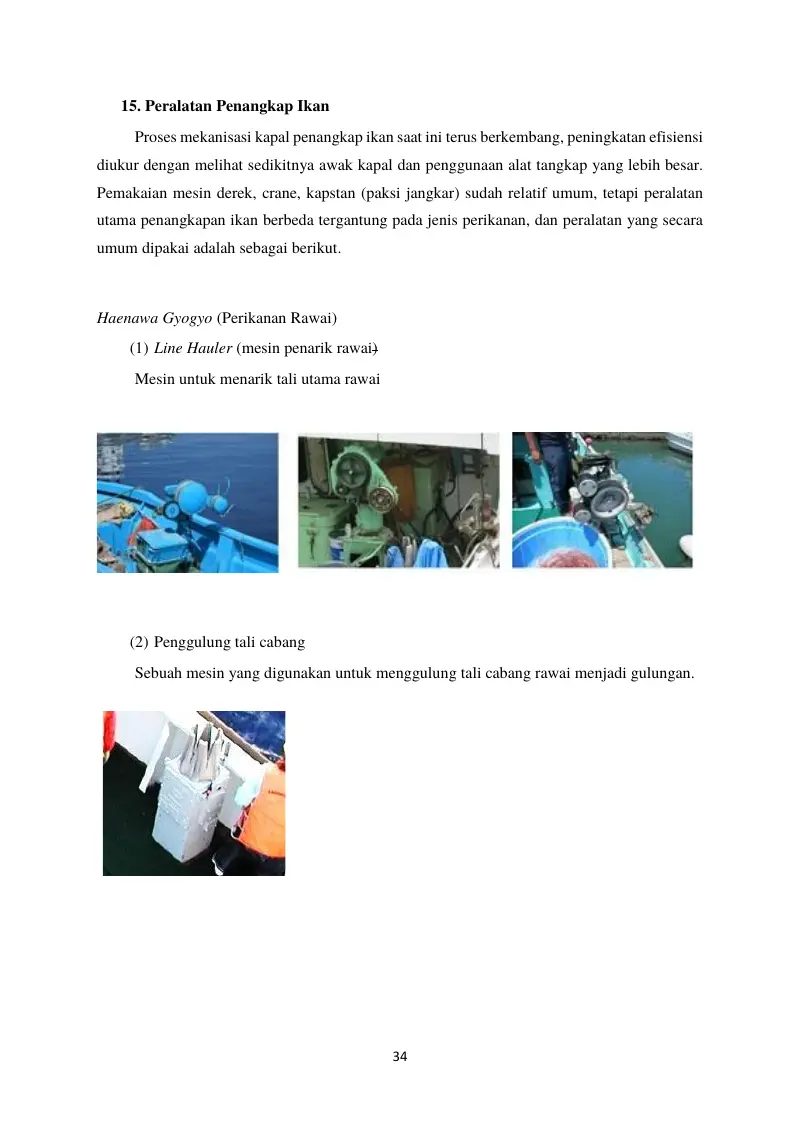 15. Peralatan Penangkap Ikan
Proses mekanisasi kapal penangkap ikan saat ini terus berkembang, peningkatan efisiensi
diukur dengan melihat sedikitnya awak kapal dan penggunaan alat tangkap yang lebih besar.
Pemakaian mesin derek, crane, kapstan (paksi jangkar) sudah relatif umum, tetapi peralatan
utama penangkapan ikan berbeda tergantung pada jenis perikanan, dan peralatan yang secara
umum dipakai adalah sebagai berikut.
Haenawa Gyogyo (Perikanan Rawai)
(1) Line Hauler (mesin penarik rawai)
Mesin untuk menarik tali utama rawai
(2) Penggulung tali cabang
Sebuah mesin yang digunakan untuk menggulung tali cabang rawai menjadi gulungan.
34